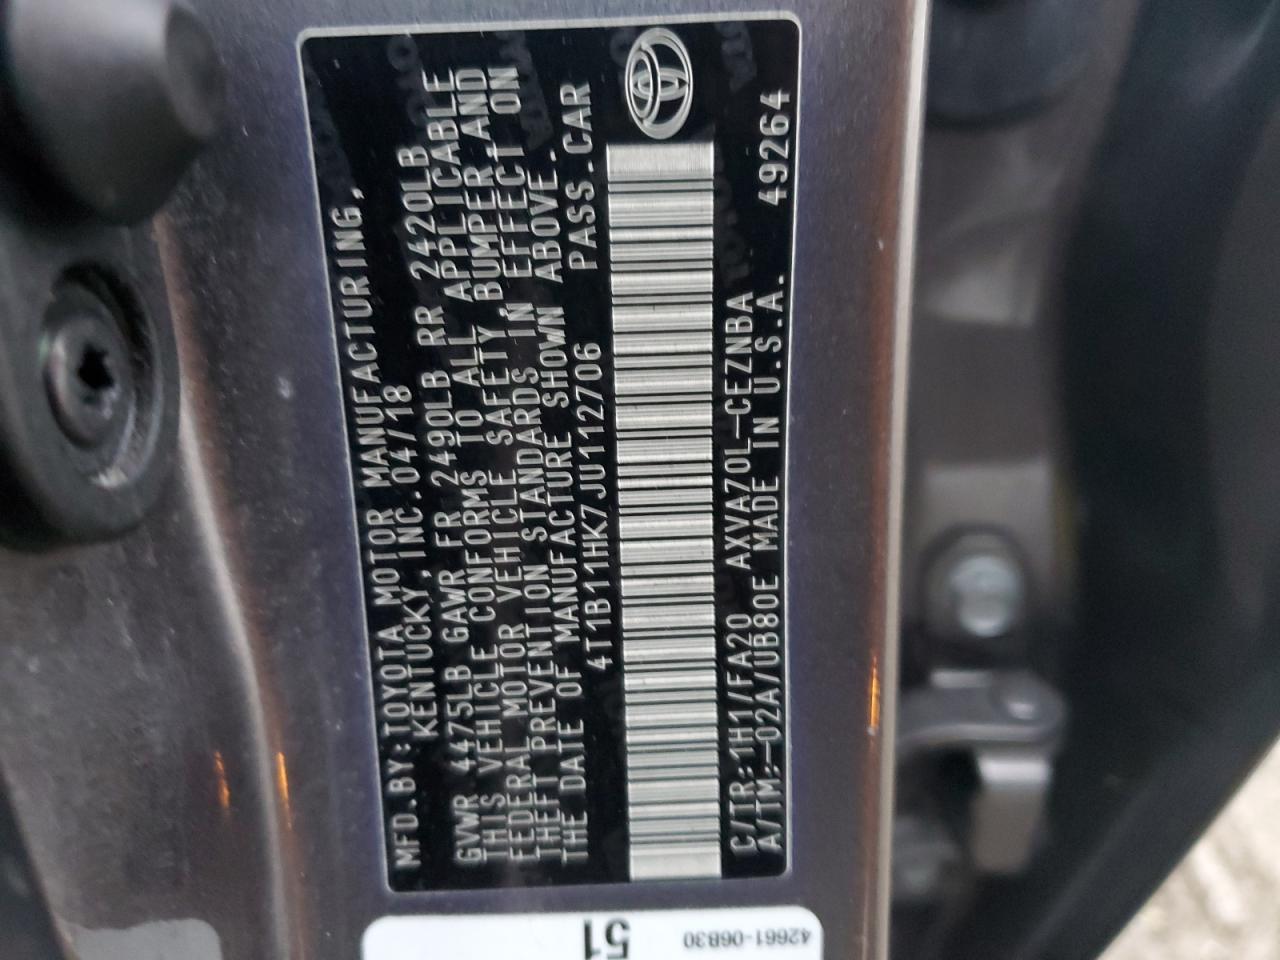 MFD.BY:TOYOTA MOTOR MANUFACTURING,
KENTUCKY,INC.04/18
GVWR 4475LB GAWR FR 2490LB RR 2420LB
THIS VEHICLE CONFORMS TO ALL APPLICABLE
FEDERAL MOTOR VEHICLE SAFETY,BUMPER,AND
THEFT PREVENTION STANDARDS IN EFFECT ON
THE DATE OF MANUFACTURE SHOWN ABOVE.
4T1B11HK7JU112706 PASS.CAR
C/TR:1H1/FA20 AXVA70L-CEZNBA
A/TM:-02A/UB80E MADE IN U.S.A. 49264
51
42661-06B30